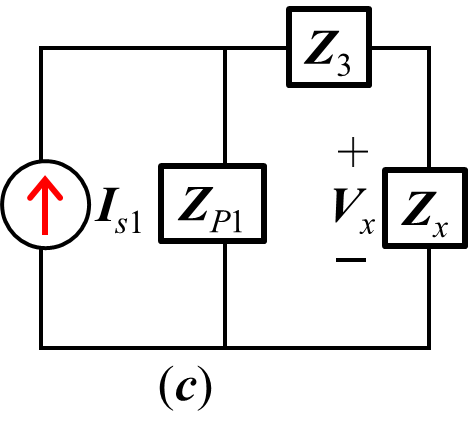 Z3
+
Is1 ZP1 Vx Zx
−
(c)